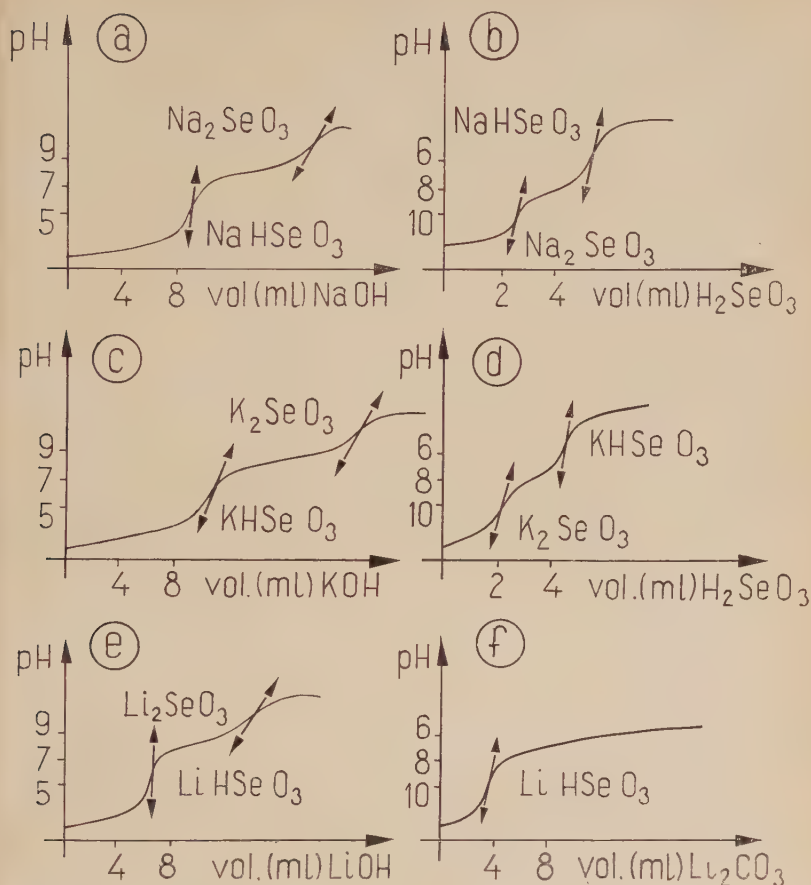 pH
a
Na2SeO3
NaHSeO3
9
7
5
4 8 vol(ml)NaOH
pH
b
NaHSeO3
Na2SeO3
6
8
10
2 4 vol(ml)H2SeO3
pH
c
K2SeO3
KHSeO3
9
7
5
4 8 vol.(ml)KOH
pH
d
KHSeO3
K2SeO3
6
8
10
2 4 vol.(ml)H2SeO3
pH
e
Li2SeO3
LiHSeO3
9
7
5
4 8 vol.(ml)LiOH
pH
f
LiHSeO3
6
8
10
4 8 vol.(ml)Li2CO3